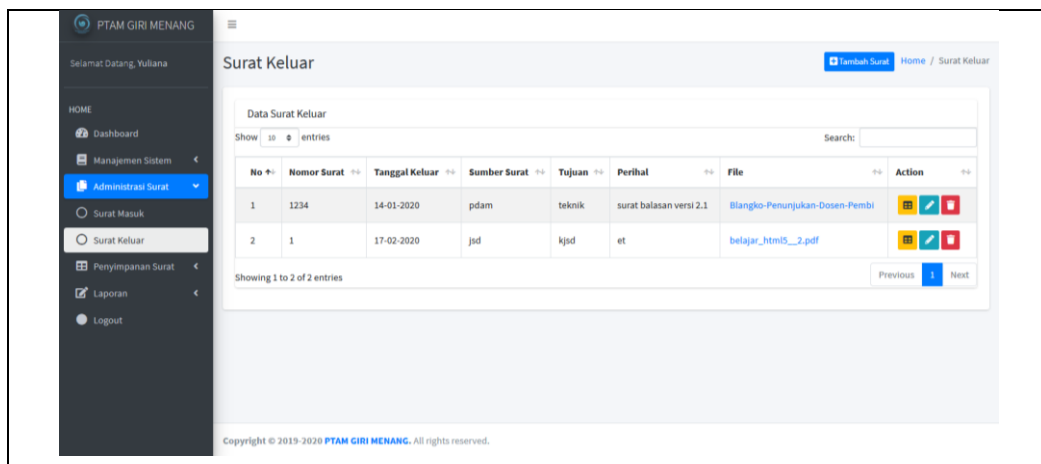 PTAM GIRI MENANG
Selamat Datang, Yuliana
HOME
Dashboard
Manajemen Sistem
Administrasi Surat
Surat Masuk
Surat Keluar
Penyimpanan Surat
Laporan
Logout
Surat Keluar
Tambah Surat Home / Surat Keluar
Data Surat Keluar
Show 10 entries Search:
No Nomor Surat Tanggal Keluar Sumber Surat Tujuan Perihal File Action
1 1234 14-01-2020 pdam teknik surat balasan versi 2.1 Blangko-Penunjukan-Dosen-Pembi
2 1 17-02-2020 jsd kjsd et belajar_html5__2.pdf
Showing 1 to 2 of 2 entries Previous 1 Next
Copyright © 2019-2020 PTAM GIRI MENANG. All rights reserved.